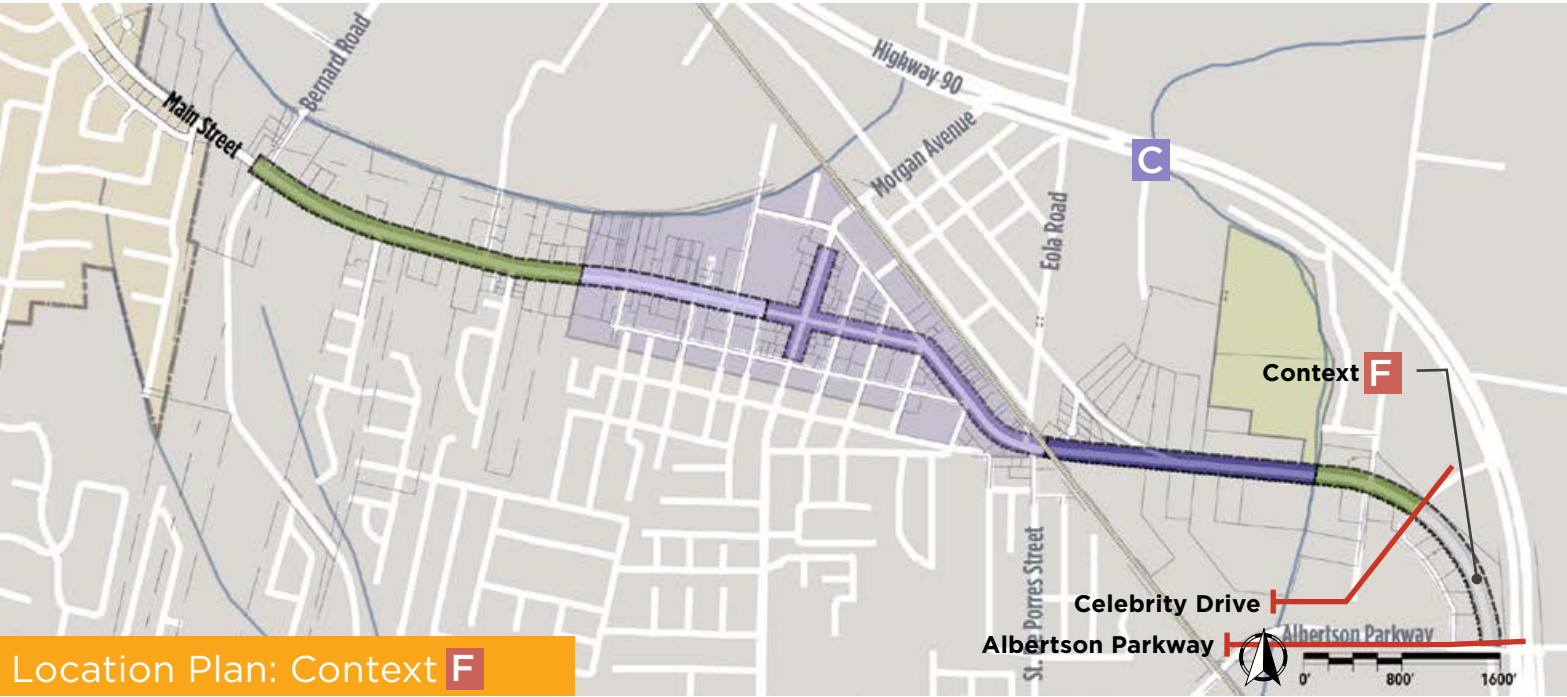 Bernard Road
Main Street
Highway 90
Morgan Avenue
C
Eola Road
Context F
Celebrity Drive
Albertson Parkway
St. De Porres Street
Albertson Parkway
0' 800' 1600'
Location Plan: Context F